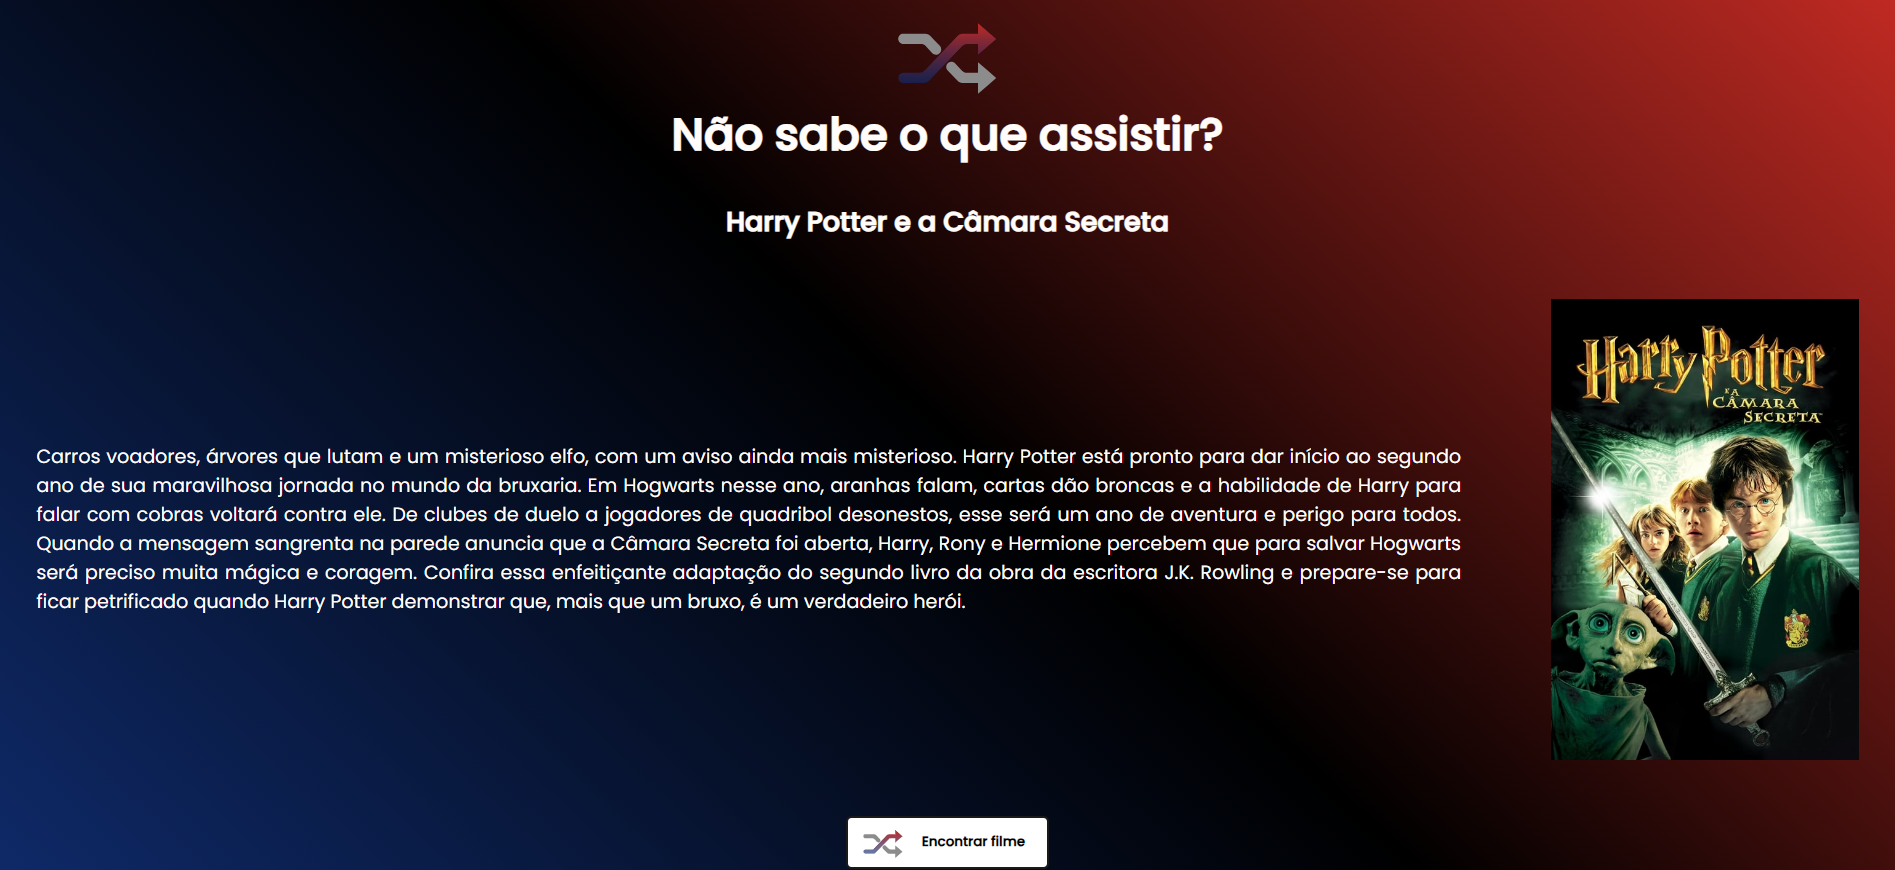 Não sabe o que assistir?
Harry Potter e a Câmara Secreta
Carros voadores, árvores que lutam e um misterioso elfo, com um aviso ainda mais misterioso. Harry Potter está pronto para dar início ao segundo
ano de sua maravilhosa jornada no mundo da bruxaria. Em Hogwarts nesse ano, aranhas falam, cartas dão broncas e a habilidade de Harry para
falar com cobras voltará contra ele. De clubes de duelo a jogadores de quadribol desonestos, esse será um ano de aventura e perigo para todos.
Quando a mensagem sangrenta na parede anuncia que a Câmara Secreta foi aberta, Harry, Rony e Hermione percebem que para salvar Hogwarts
será preciso muita mágica e coragem. Confira essa enfeitiçante adaptação do segundo livro da obra da escritora J.K. Rowling e prepare-se para
ficar petrificado quando Harry Potter demonstrar que, mais que um bruxo, é um verdadeiro herói.
Harry Potter
E A
CÂMARA
SECRETA
Encontrar filme